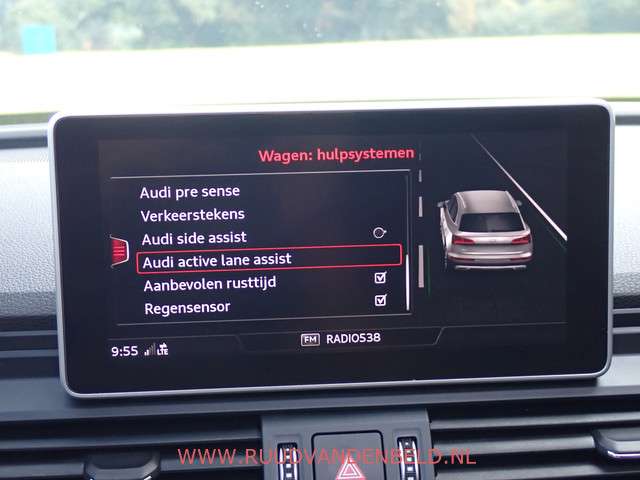 Wagen: hulpsystemen
Audi pre sense
Verkeerstekens
Audi side assist
Audi active lane assist
Aanbevolen rusttijd
Regensensor
9:55 LTE
FM RADIO538
WWW.RUUDVANDENBELD.NL